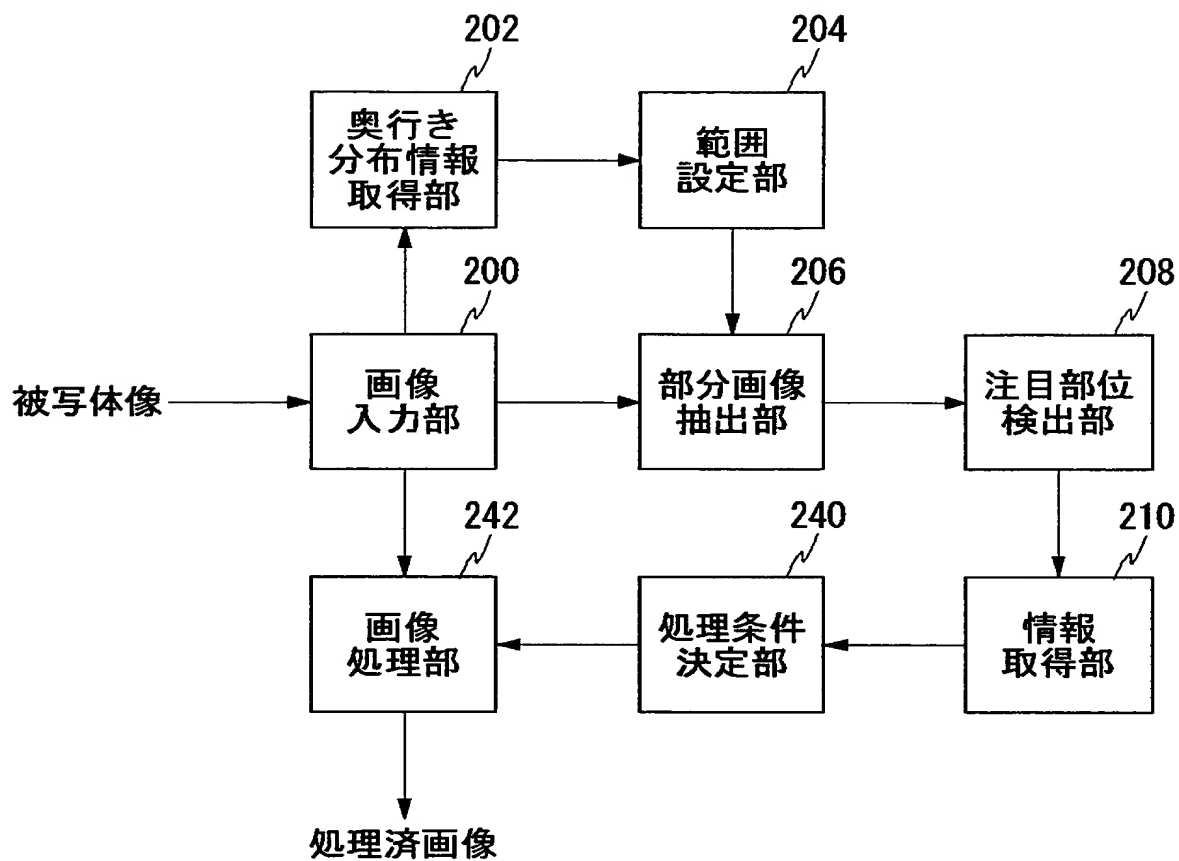 202
204
奥行き
分布情報
取得部
範囲
設定部
200
206
208
被写体像
画像
入力部
部分画像
抽出部
注目部位
検出部
242
240
210
画像
処理部
処理条件
決定部
情報
取得部
処理済画像